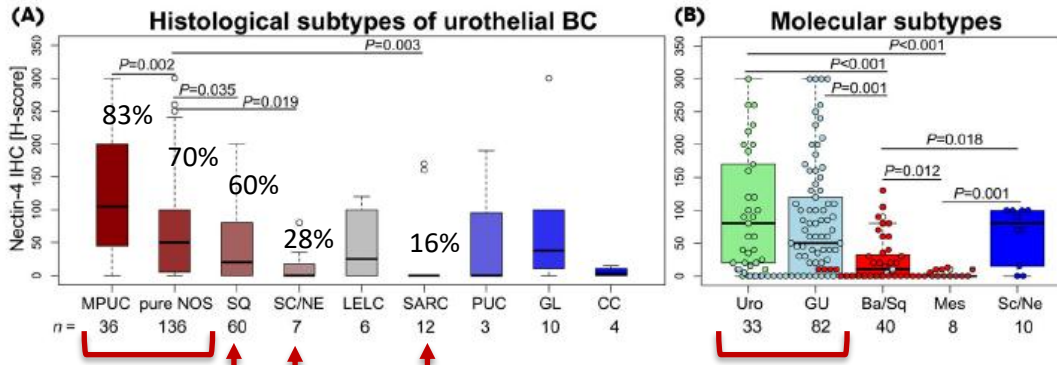 (A) Histological subtypes of urothelial BC
Nectin-4 IHC [H-score]
350
300
250
200
150
100
50
0
P=0.003
P=0.002
P=0.035
P=0.019
83%
70%
60%
28%
16%
MPUC pure NOS SQ SC/NE LELC SARC PUC GL CC
n = 36 136 60 7 6 12 3 10 4
(B) Molecular subtypes
350
300
250
200
150
100
50
0
P<0.001
P<0.001
P=0.001
P=0.018
P=0.012
P=0.001
Uro GU Ba/Sq Mes Sc/Ne
33 82 40 8 10